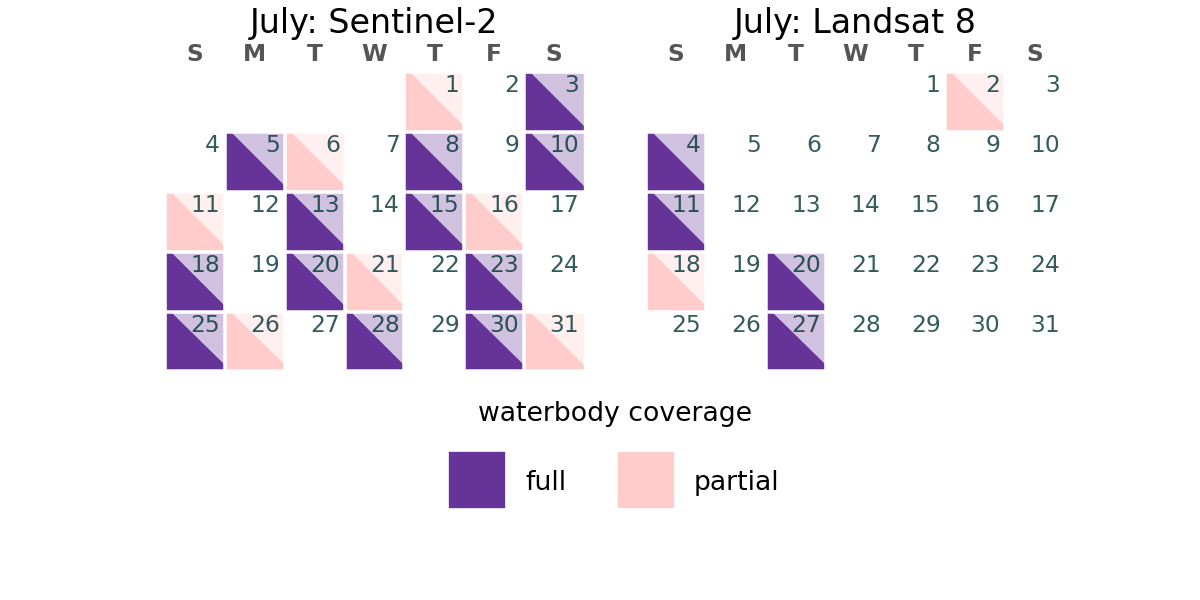 July: Sentinel-2
S M T W T F S
1 2 3
4 5 6 7 8 9 10
11 12 13 14 15 16 17
18 19 20 21 22 23 24
25 26 27 28 29 30 31
July: Landsat 8
S M T W T F S
1 2 3
4 5 6 7 8 9 10
11 12 13 14 15 16 17
18 19 20 21 22 23 24
25 26 27 28 29 30 31
waterbody coverage
full
partial